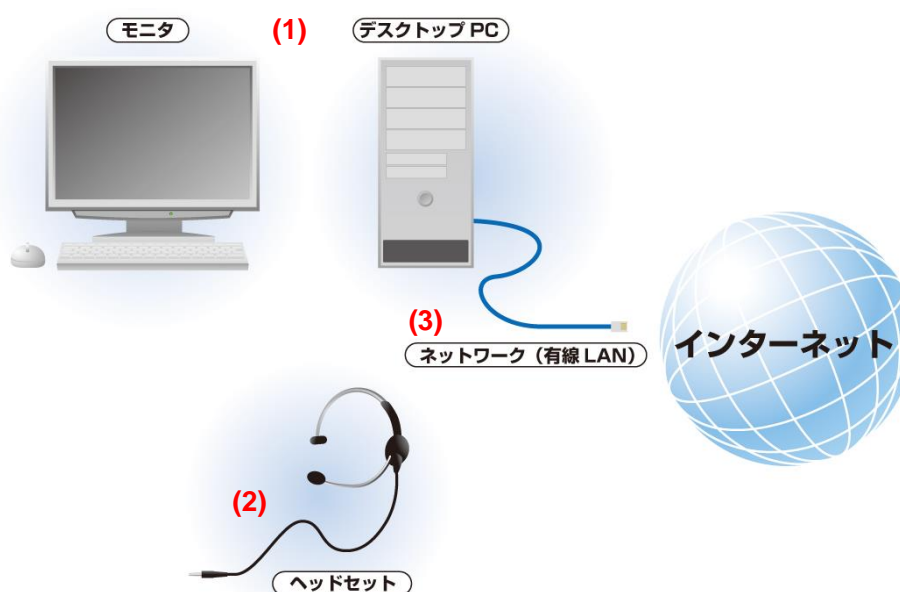 モニタ
(1)
デスクトップ PC
(3)
ネットワーク（有線 LAN）
インターネット
(2)
ヘッドセット